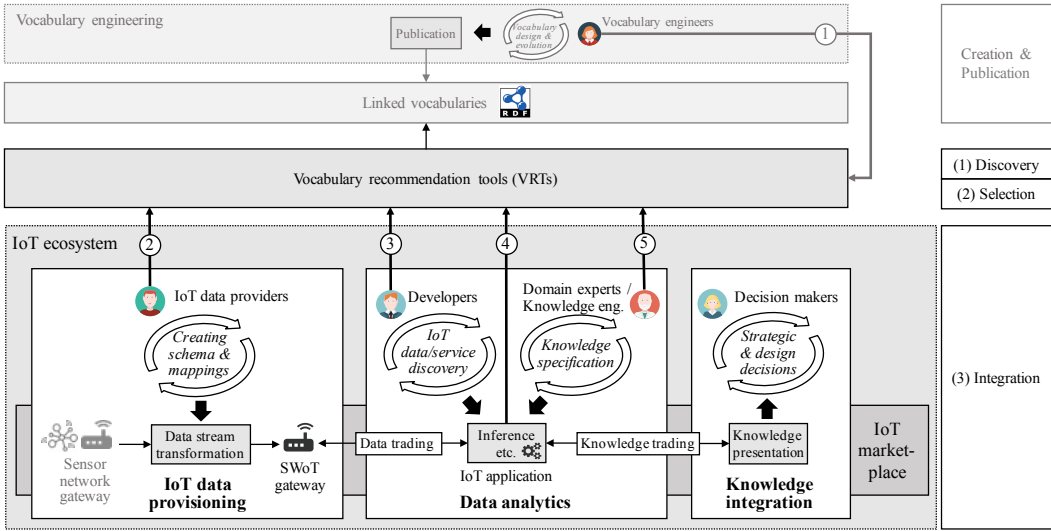 Vocabulary engineering
Publication
Vocabulary
design &
evolution
Vocabulary engineers
1
Creation &
Publication
Linked vocabularies
RDF
Vocabulary recommendation tools (VRTs)
(1) Discovery
(2) Selection
IoT ecosystem
2
3
4
5
IoT data providers
Creating
schema &
mappings
Developers
IoT
data/service
discovery
Domain experts /
Knowledge eng.
Knowledge
specification
Decision makers
Strategic
& design
decisions
(3) Integration
Sensor
network
gateway
Data stream
transformation
SWoT
gateway
IoT data
provisioning
Data trading
Inference
etc.
IoT application
Data analytics
Knowledge trading
Knowledge
presentation
Knowledge
integration
IoT
market-
place